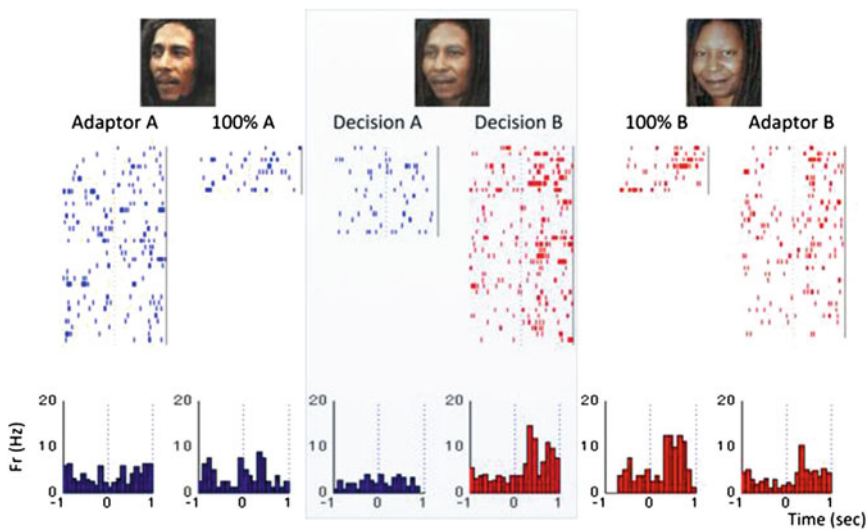 Adaptor A 100% A Decision A Decision B 100% B Adaptor B
Fr (Hz)
20 20 20 20 20 20
10 10 10 10 10 10
0 0 0 0 0 0
-1 0 1 -1 0 1 -1 0 1 -1 0 1 -1 0 1 -1 0 1
Time (sec)